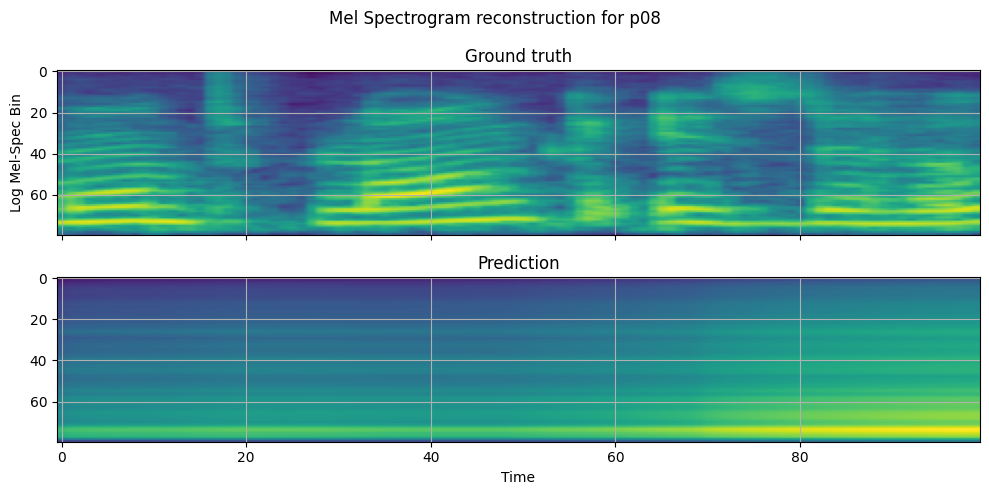 Mel Spectrogram reconstruction for p08
Ground truth
0
20
40
60
Log Mel-Spec Bin
Prediction
0
20
40
60
0 20 40 60 80
Time